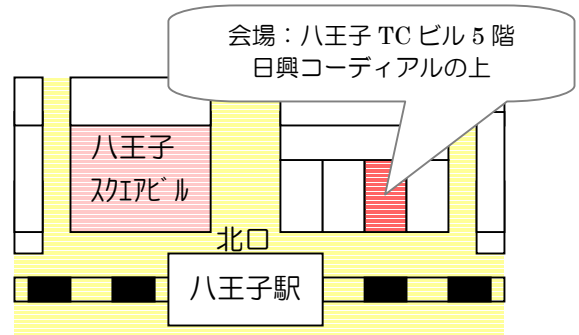 会場：八王子 TC ビル 5 階
日興コーディアルの上
八王子
ｽｸｴｱﾋﾞﾙ
北口
八王子駅